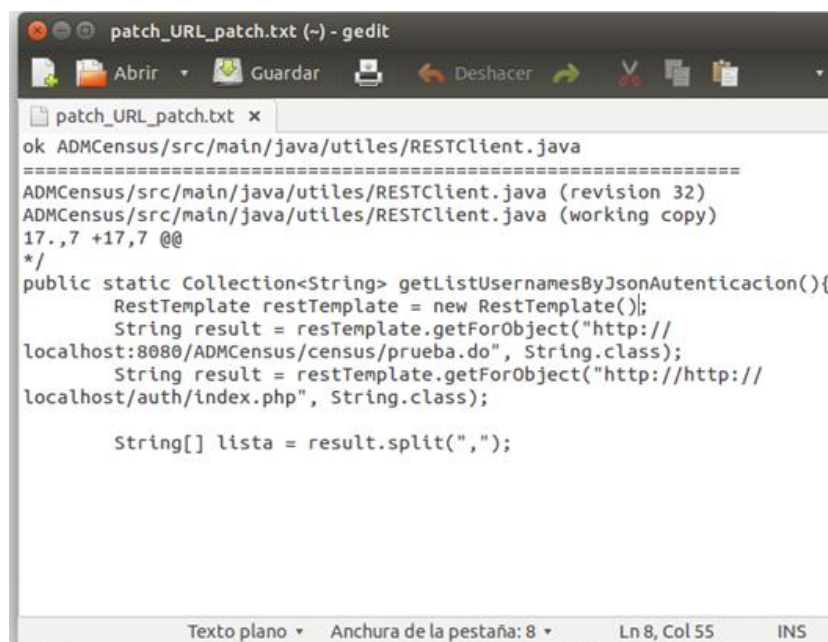 patch_URL_patch.txt (~) - gedit
Abrir Guardar Deshacer
patch_URL_patch.txt ×
ok ADMCensus/src/main/java/utiles/RESTClient.java
===================================================================
ADMCensus/src/main/java/utiles/RESTClient.java (revision 32)
ADMCensus/src/main/java/utiles/RESTClient.java (working copy)
17.,7 +17,7 @@
*/
public static Collection<String> getListUsernamesByJsonAutenticacion(){
        RestTemplate restTemplate = new RestTemplate();
        String result = resTemplate.getForObject("http://
localhost:8080/ADMCensus/census/prueba.do", String.class);
        String result = restTemplate.getForObject("http://http://
localhost/auth/index.php", String.class);
        String[] lista = result.split(",");
Texto plano Anchura de la pestaña: 8 Ln 8, Col 55 INS